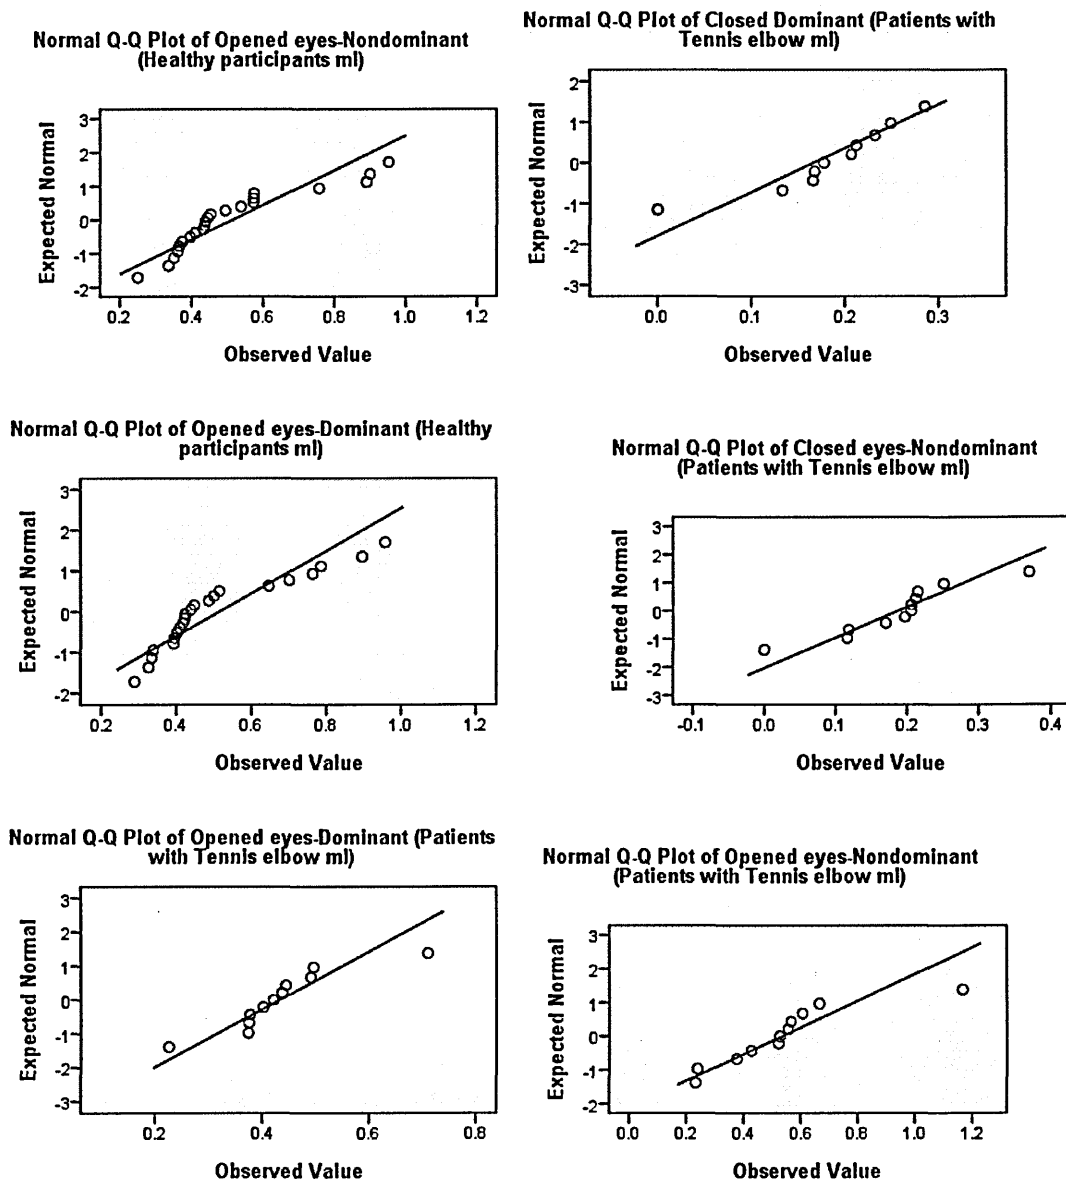 Normal Q-Q Plot of Opened eyes-Nondominant
(Healthy participants ml)
3
2
1
0
-1
-2
Expected Normal
0.2 0.4 0.6 0.8 1.0 1.2
Observed Value
Normal Q-Q Plot of Closed Dominant (Patients with
Tennis elbow ml)
2
1
0
-1
-2
-3
Expected Normal
0.0 0.1 0.2 0.3
Observed Value
Normal Q-Q Plot of Opened eyes-Dominant (Healthy
participants ml)
3
2
1
0
-1
-2
Expected Normal
0.2 0.4 0.6 0.8 1.0 1.2
Observed Value
Normal Q-Q Plot of Closed eyes-Nondominant
(Patients with Tennis elbow ml)
3
2
1
0
-1
-2
-3
Expected Normal
-0.1 0.0 0.1 0.2 0.3 0.4
Observed Value
Normal Q-Q Plot of Opened eyes-Dominant (Patients
with Tennis elbow ml)
3
2
1
0
-1
-2
-3
Expected Normal
0.2 0.4 0.6 0.8
Observed Value
Normal Q-Q Plot of Opened eyes-Nondominant
(Patients with Tennis elbow ml)
3
2
1
0
-1
-2
Expected Normal
0.0 0.2 0.4 0.6 0.8 1.0 1.2
Observed Value